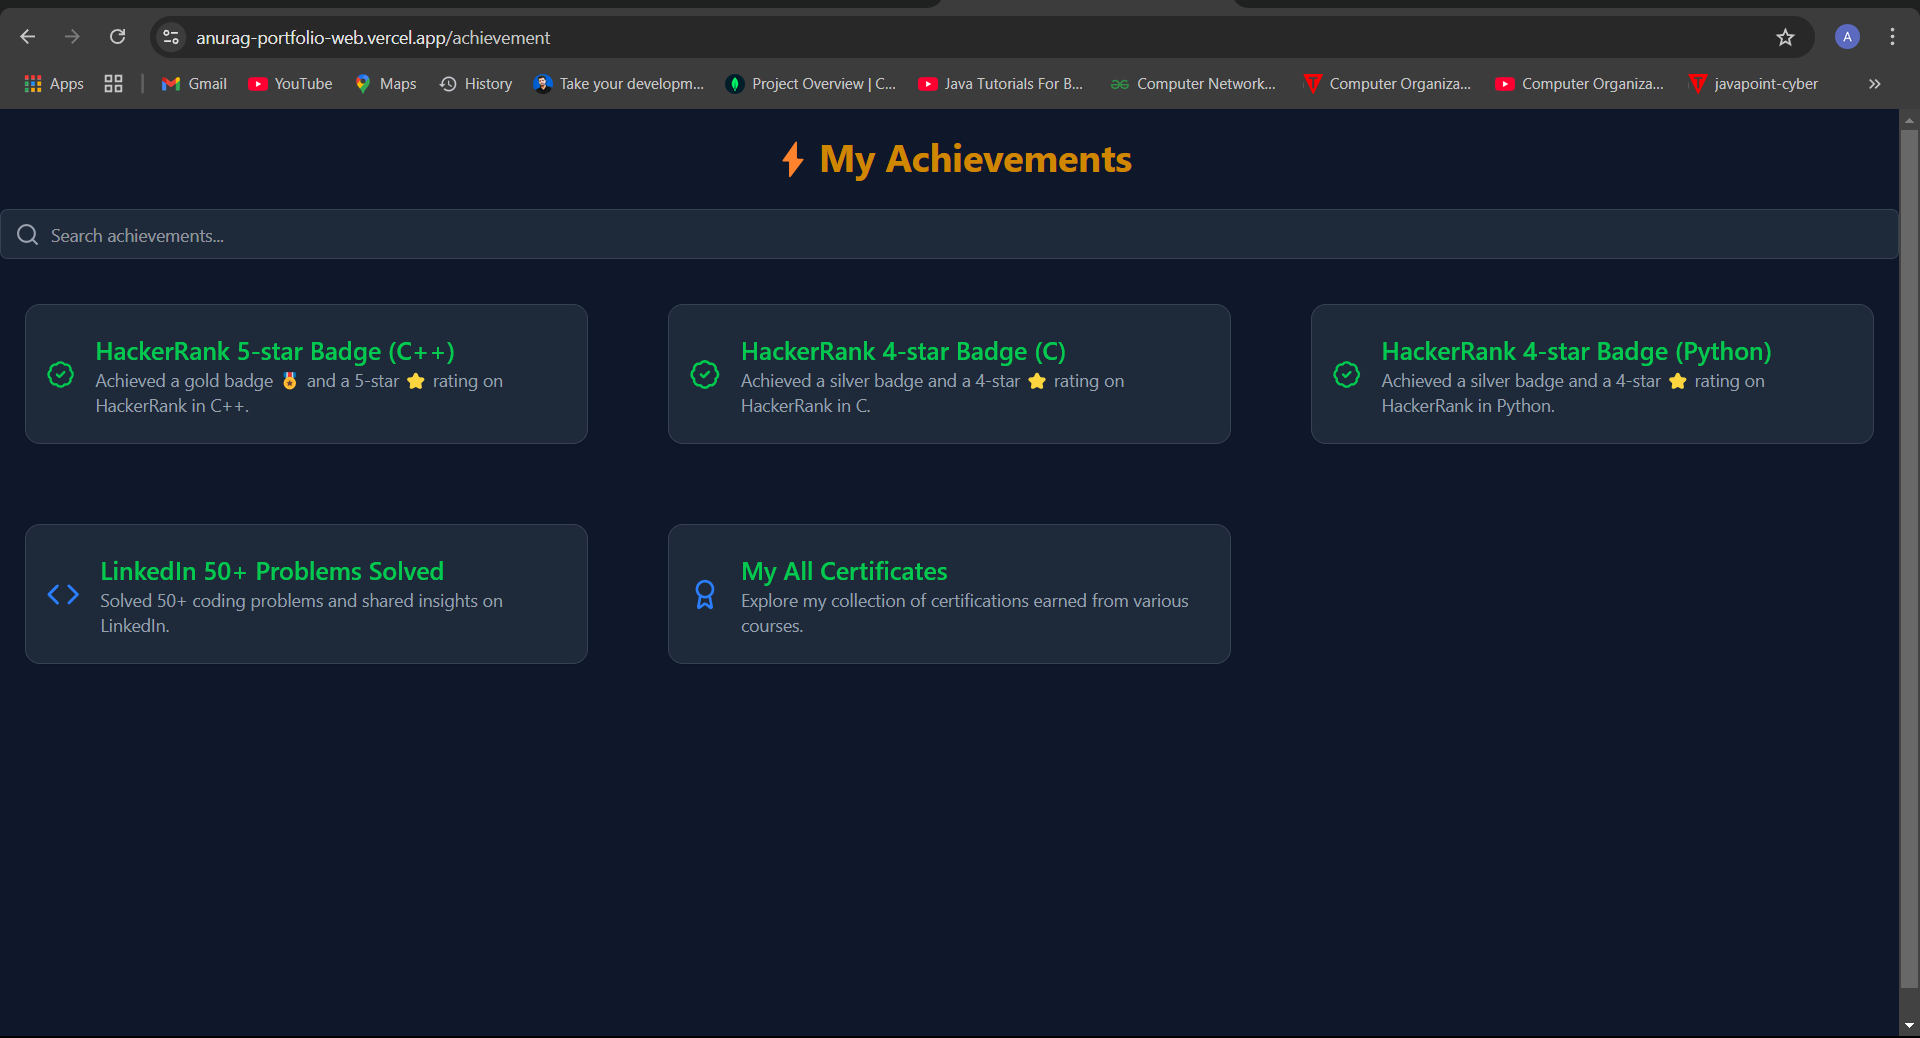 anurag-portfolio-web.vercel.app/achievement
A
Apps
Gmail
YouTube
Maps
History
Take your developm...
Project Overview | C...
Java Tutorials For B...
Computer Network...
Computer Organiza...
Computer Organiza...
javapoint-cyber
My Achievements
Search achievements...
HackerRank 5-star Badge (C++)
Achieved a gold badge 🏅 and a 5-star ⭐ rating on
HackerRank in C++.
HackerRank 4-star Badge (C)
Achieved a silver badge and a 4-star ⭐ rating on
HackerRank in C.
HackerRank 4-star Badge (Python)
Achieved a silver badge and a 4-star ⭐ rating on
HackerRank in Python.
LinkedIn 50+ Problems Solved
Solved 50+ coding problems and shared insights on
LinkedIn.
My All Certificates
Explore my collection of certifications earned from various
courses.